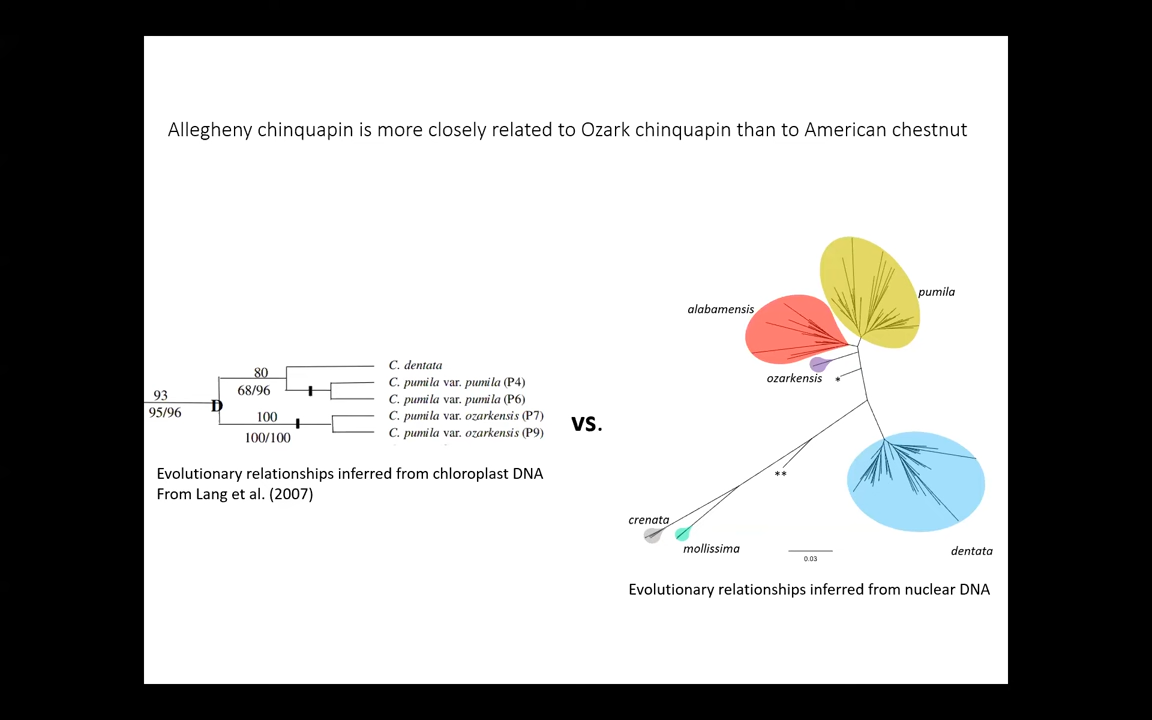 Allegheny chinquapin is more closely related to Ozark chinquapin than to American chestnut
93
95/96
D
80
68/96
100
100/100
C. dentata
C. pumila var. pumila (P4)
C. pumila var. pumila (P6)
C. pumila var. ozarkensis (P7)
C. pumila var. ozarkensis (P9)
Evolutionary relationships inferred from chloroplast DNA
From Lang et al. (2007)
vs.
pumila
alabamensis
ozarkensis
*
**
crenata
mollissima
0.03
dentata
Evolutionary relationships inferred from nuclear DNA